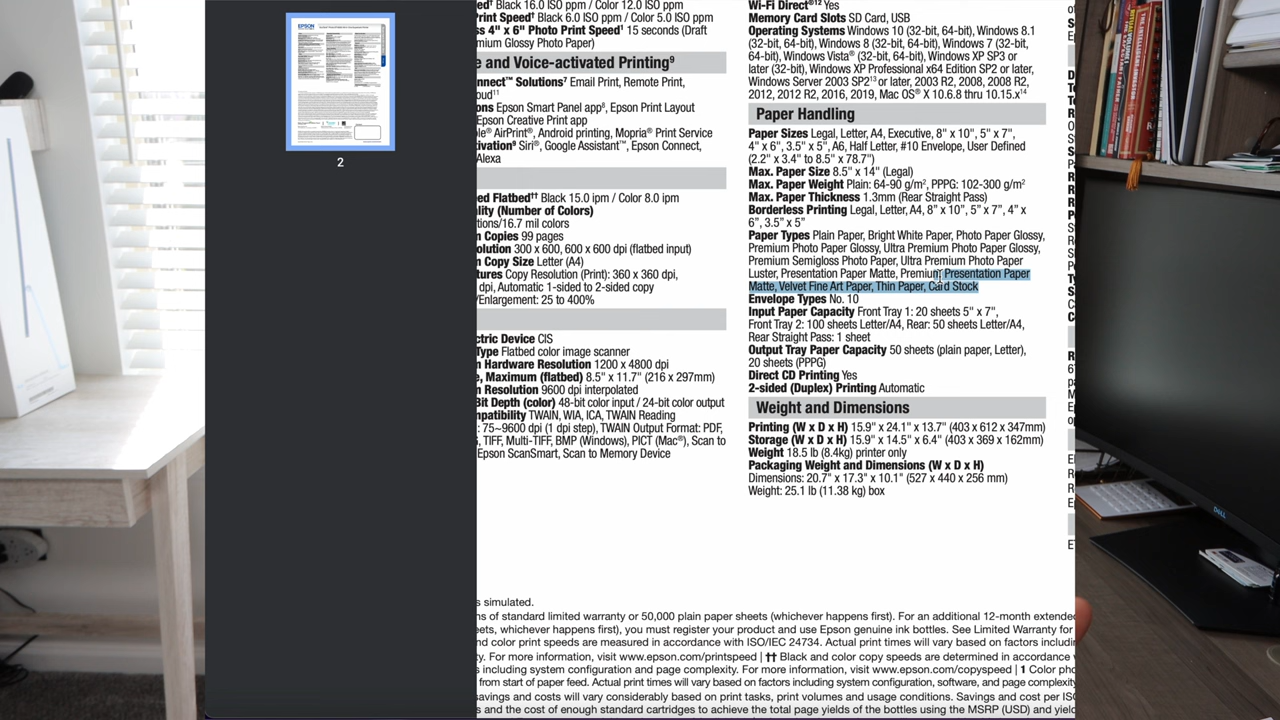 EPSON
2
ed† Black 16.0 ISO ppm / Color 12.0 ISO ppm
Print Speed† Black 6.0 ISO ppm / Color 5.0 ISO ppm
s 4" x 6" Photo Print Speed¹ 15 seconds (Draft
mium Glossy Photo Paper)
e and Voice-activated Printing⁹
nnect™ Solutions⁷ Email Print, Remote Print,
oud¹¹
ons Epson Smart Panel app⁸, Epson Print Layout
Epson Creative Print app
ole® AirPrint®, Android printing, Mopria® Print Service
tivation⁹ Siri®, Google Assistant™, Epson Connect,
Alexa
eed Flatbed†† Black 15.0 ipm / Color 8.0 ipm
ality (Number of Colors)
tions/16.7 mil colors
n Copies 99 pages
olution 300 x 600, 600 x 600 dpi (flatbed input)
n Copy Size Letter (A4)
tures Copy Resolution (Print): 360 x 360 dpi,
dpi, Automatic 1-sided to 2-sided copy
/Enlargement: 25 to 400%
ctric Device CIS
Type Flatbed color image scanner
n Hardware Resolution 1200 x 4800 dpi
e, Maximum (flatbed) 8.5" x 11.7" (216 x 297mm)
n Resolution 9600 dpi interpolated
Bit Depth (color) 48-bit color input / 24-bit color output
mpatibility TWAIN, WIA, ICA, TWAIN Reading
: 75~9600 dpi (1 dpi step), TWAIN Output Format: PDF,
, TIFF, Multi-TIFF, BMP (Windows), PICT (Mac®), Scan to
Epson ScanSmart, Scan to Memory Device
Wi-Fi Direct®¹² Yes
Memory Card Slots SD Card, USB
Operating Systems Windows 10 (32-bit, 64-bit), Windows 8.1
(32-bit, 64-bit), Windows 8 (32-bit, 64-bit), Windows 7 (32-bit,
64-bit), Windows Vista® (32-bit, 64-bit), Windows XP SP3 or
later (32-bit), Windows XP Professional x64 Edition SP2 or later,
Windows Server 2003 SP2¹³ or later, 2003 R2, 2008, 2008 R2,
2012, 2012 R2, 2016, 2019, Mac OS® X 10.6.8 thru 10.15.x¹⁴
Paper Handling
Paper Sizes Legal, Letter, A4, Executive, 8" x 10", 5" x 7",
4" x 6", 3.5" x 5", A6, Half Letter, #10 Envelope, User Defined
(2.2" x 3.4" to 8.5" x 78.7")
Max. Paper Size 8.5" x 14" (Legal)
Max. Paper Weight Plain: 64-90 g/m², PPPG: 102-300 g/m²
Max. Paper Thickness 1.3mm (Rear Straight Pass)
Borderless Printing Legal, Letter, A4, 8" x 10", 5" x 7", 4" x
6", 3.5" x 5"
Paper Types Plain Paper, Bright White Paper, Photo Paper Glossy,
Premium Photo Paper Glossy, Ultra Premium Photo Paper Glossy,
Premium Semigloss Photo Paper, Ultra Premium Photo Paper
Luster, Presentation Paper Matte, Premium Presentation Paper
Matte, Velvet Fine Art Paper, Thin Paper, Card Stock
Envelope Types No. 10
Input Paper Capacity Front Tray 1: 20 sheets 5" x 7",
Front Tray 2: 100 sheets Letter/A4, Rear: 50 sheets Letter/A4,
Rear Straight Pass: 1 sheet
Output Tray Paper Capacity 50 sheets (plain paper, Letter),
20 sheets (PPPG)
Direct CD Printing Yes
2-sided (Duplex) Printing Automatic
Weight and Dimensions
Printing (W x D x H) 15.9" x 24.1" x 13.7" (403 x 612 x 347mm)
Storage (W x D x H) 15.9" x 14.5" x 6.4" (403 x 369 x 162mm)
Weight 18.5 lb (8.4kg) printer only
Packaging Weight and Dimensions (W x D x H)
Dimensions: 20.7" x 17.3" x 10.1" (527 x 440 x 256 mm)
Weight: 25.1 lb (11.38 kg) box
s simulated.
ns of standard limited warranty or 50,000 plain paper sheets (whichever happens first). For an additional 12-month extended
eets, whichever happens first), you must register your product and use Epson genuine ink bottles. See Limited Warranty for
nd color print speeds are measured in accordance with ISO/IEC 24734. Actual print times will vary based on factors includin
ty. For more information, visit www.epson.com/printspeed | †† Black and color copy speeds are determined in accordance w
s including system configuration and page complexity. For more information, visit www.epson.com/copyspeed | 1 Color pho
from start of paper feed. Actual print times will vary based on factors including system configuration, software, and page complexity
savings and costs will vary considerably based on print tasks, print volumes and usage conditions. Savings and cost per ISO
s and the cost of enough standard cartridges to achieve the total page yields of the bottles using the MSRP (USD) and yield
DELL